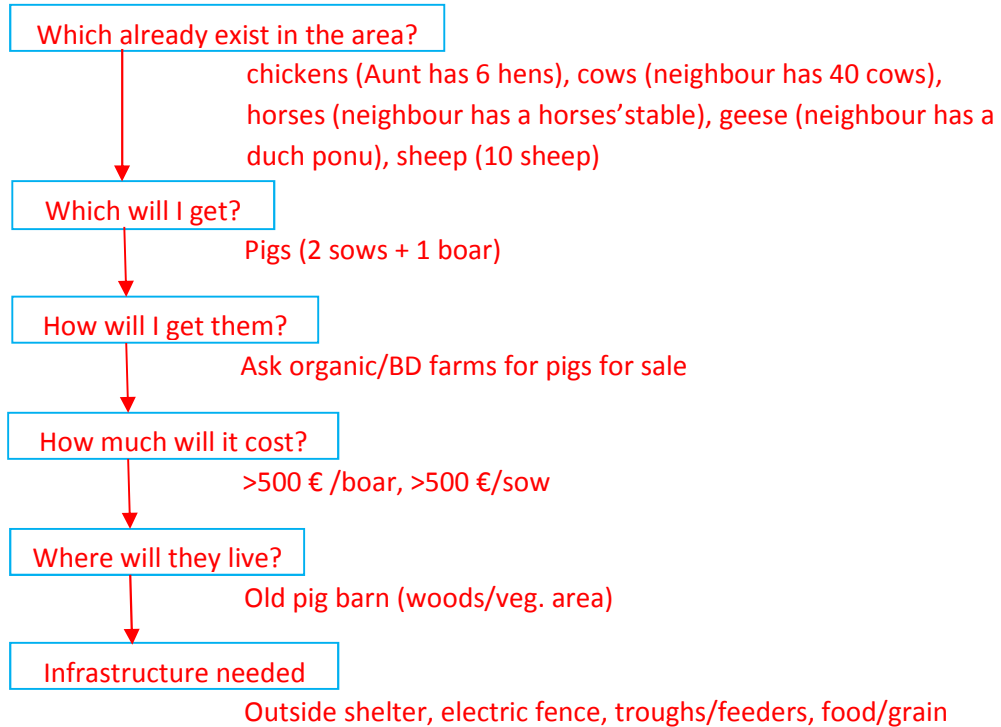 Which already exist in the area?
chickens (Aunt has 6 hens), cows (neighbour has 40 cows),
horses (neighbour has a horses'stable), geese (neighbour has a
duch ponu), sheep (10 sheep)
Which will I get?
Pigs (2 sows + 1 boar)
How will I get them?
Ask organic/BD farms for pigs for sale
How much will it cost?
>500 € /boar, >500 €/sow
Where will they live?
Old pig barn (woods/veg. area)
Infrastructure needed
Outside shelter, electric fence, troughs/feeders, food/grain